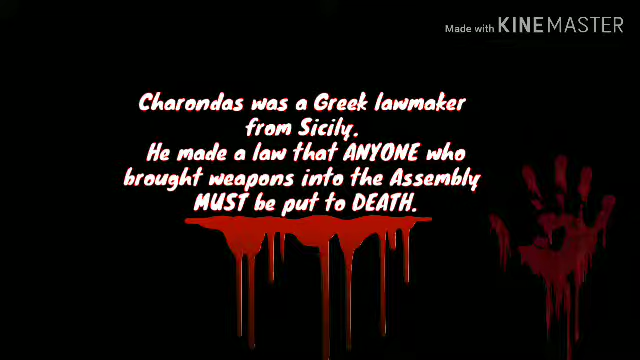 Made with KINEMASTER
Charondas was a Greek lawmaker
from Sicily.
He made a law that ANYONE who
brought weapons into the Assembly
MUST be put to DEATH.